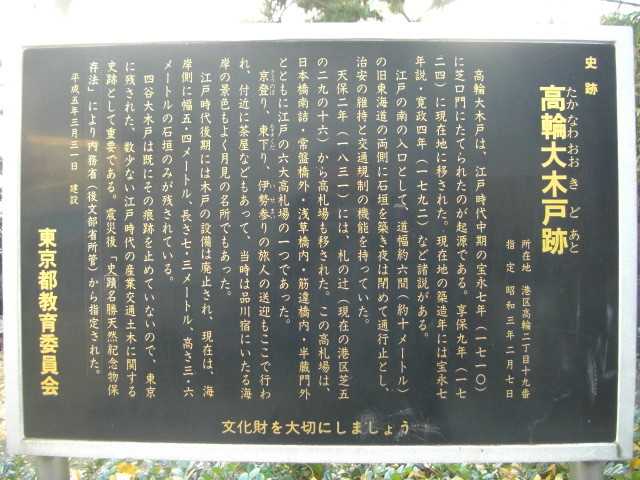 史跡
高輪大木戸跡
たかなわおおきどあと
所在地　港区高輪二丁目十九番
指定　昭和三年二月七日
高輪大木戸は、江戸時代中期の宝永七年（一七一〇）
に芝口門にたてられたのが起源である。享保九年（一七
二四）に現在地に移された。現在地の築造年には宝永七
年説・寛政四年（一七九二）など諸説がある。
江戸の南の入口として、道幅約六間（約十メートル）
の旧東海道の両側に石垣を築き夜は閉めて通行止とし、
治安の維持と交通規制の機能を持っていた。
天保二年（一八三一）には、札の辻（現在の港区芝五
の二九の十六）から高札場も移された。この高札場は、
日本橋南詰・常盤橋外・浅草橋内・筋違橋内・半蔵門外
とともに江戸の六大高札場の一つであった。
京登り、東下り、伊勢参りの旅人の送迎もここで行わ
れ、付近に茶屋などもあって、当時は品川宿にいたる海
岸の景色もよく月見の名所でもあった。
江戸時代後期には木戸の設備は廃止され、現在は、海
岸側に幅五・四メートル、長さ七・三メートル、高さ三・六
メートルの石垣のみが残されている。
四谷大木戸は既にその痕跡を止めていないので、東京
に残された、数少ない江戸時代の産業交通土木に関する
史跡として重要である。震災後「史蹟名勝天然紀念物保
存法」により内務省（後文部省所管）から指定された。
平成五年三月三一日　建設
東京都教育委員会
文化財を大切にしましょう